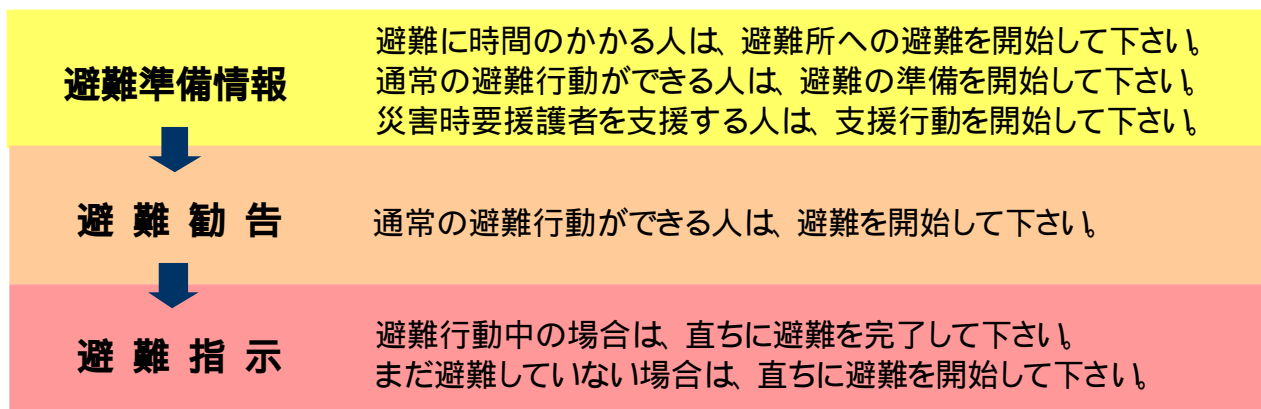 避難準備情報
避難に時間のかかる人は、避難所への避難を開始して下さい。
通常の避難行動ができる人は、避難の準備を開始して下さい。
災害時要援護者を支援する人は、支援行動を開始して下さい。
避難勧告
通常の避難行動ができる人は、避難を開始して下さい。
避難指示
避難行動中の場合は、直ちに避難を完了して下さい。
まだ避難していない場合は、直ちに避難を開始して下さい。